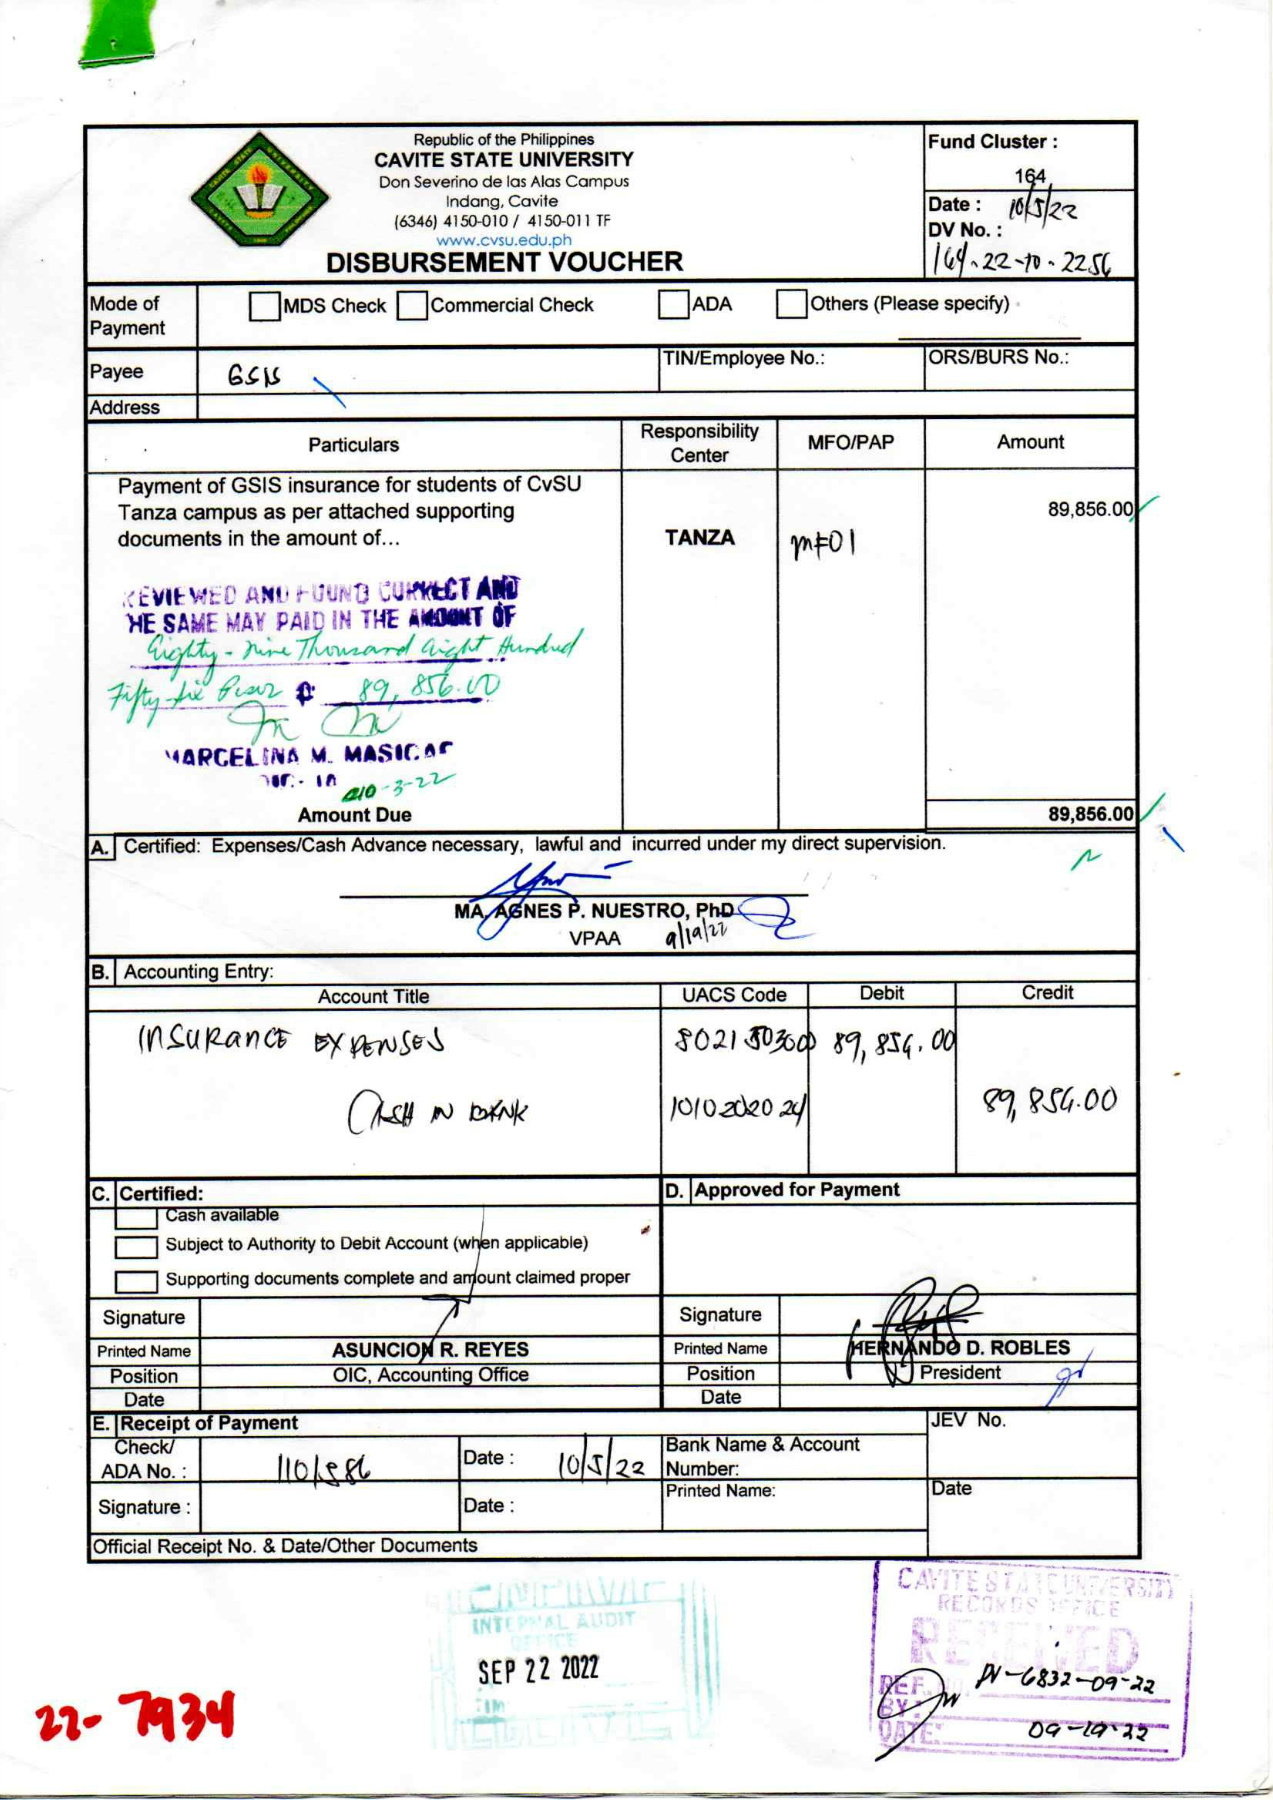 Republic of the Philippines
CAVITE STATE UNIVERSITY
Don Severino de las Alas Campus
Indang, Cavite
(6346) 4150-010 / 4150-011 TF
www.cvsu.edu.ph
DISBURSEMENT VOUCHER
Fund Cluster :
164
Date : 10/5/22
DV No. :
164-22-10-2256
Mode of Payment
MDS Check Commercial Check ADA Others (Please specify)
Payee GSIS TIN/Employee No.: ORS/BURS No.:
Address
Particulars Responsibility Center MFO/PAP Amount
Payment of GSIS insurance for students of CvSU
Tanza campus as per attached supporting
documents in the amount of...
TANZA MFO1 89,856.00
REVIEWED AND FOUND CORRECT AND
HE SAME MAY PAID IN THE AMOUNT OF
Eighty-nine Thousand Eight Hundred
Fifty-six Pesos ₱ 89,856.00
MARCELINA M. MASICAP
10-3-22
Amount Due 89,856.00
A. Certified: Expenses/Cash Advance necessary, lawful and incurred under my direct supervision.
MA. AGNES P. NUESTRO, PhD
VPAA 9/19/22
B. Accounting Entry:
Account Title UACS Code Debit Credit
INSURANCE EXPENSES 89,856.00
CASH IN BANK 1010202024 89,856.00
C. Certified:
Cash available
Subject to Authority to Debit Account (when applicable)
Supporting documents complete and amount claimed proper
D. Approved for Payment
Signature
Printed Name ASUNCION R. REYES
Position OIC, Accounting Office
Date
Signature
Printed Name HERNANDO D. ROBLES
Position President
Date
E. Receipt of Payment JEV No.
Check/ ADA No. : Date : 10/5/22 Bank Name & Account Number:
Signature : Date : Printed Name: Date
Official Receipt No. & Date/Other Documents
INTERNAL AUDIT
OFFICE
SEP 22 2022
CAVITE STATE UNIVERSITY
RECORDS OFFICE
RECEIVED
REF. NO. DV-6832-09-22
BY:
DATE: 09-19-22
22-7934